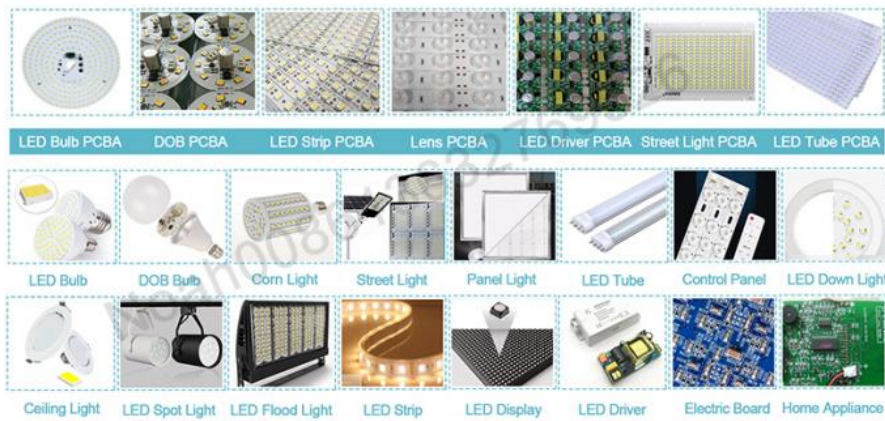 LED Bulb PCBA DOB PCBA LED Strip PCBA Lens PCBA LED Driver PCBA Street Light PCBA LED Tube PCBA
LED Bulb DOB Bulb Corn Light Street Light Panel Light LED Tube Control Panel LED Down Light
Ceiling Light LED Spot Light LED Flood Light LED Strip LED Display LED Driver Electric Board Home Appliance